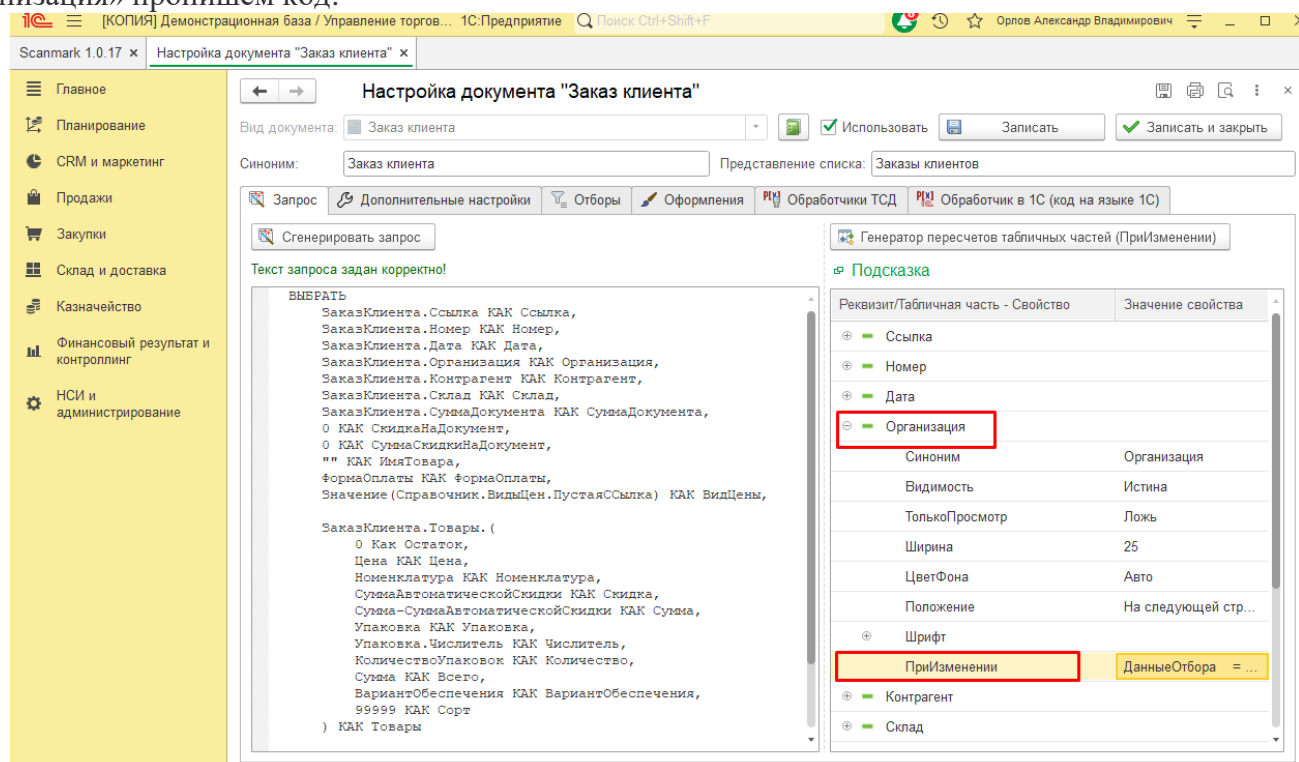 пропишем код:
1С [КОПИЯ] Демонстрационная база / Управление торгов... 1С:Предприятие Поиск Ctrl+Shift+F Орлов Александр Владимирович
Scanmark 1.0.17 × Настройка документа "Заказ клиента" ×
Главное
Планирование
CRM и маркетинг
Продажи
Закупки
Склад и доставка
Казначейство
Финансовый результат и
контроллинг
НСИ и
администрирование
Настройка документа "Заказ клиента"
Вид документа: Заказ клиента Использовать Записать Записать и закрыть
Синоним: Заказ клиента Представление списка: Заказы клиентов
Запрос Дополнительные настройки Отборы Оформления Обработчики ТСД Обработчик в 1С (код на языке 1С)
Сгенерировать запрос
Текст запроса задан корректно!
ВЫБРАТЬ
ЗаказКлиента.Ссылка КАК Ссылка,
ЗаказКлиента.Номер КАК Номер,
ЗаказКлиента.Дата КАК Дата,
ЗаказКлиента.Организация КАК Организация,
ЗаказКлиента.Контрагент КАК Контрагент,
ЗаказКлиента.Склад КАК Склад,
ЗаказКлиента.СуммаДокумента КАК СуммаДокумента,
0 КАК СкидкаНаДокумент,
0 КАК СуммаСкидкиНаДокумент,
"" КАК ИмяТовара,
ФормаОплаты КАК ФормаОплаты,
Значение(Справочник.ВидыЦен.ПустаяССылка) КАК ВидЦены,
ЗаказКлиента.Товары.(
0 Как Остаток,
Цена КАК Цена,
Номенклатура КАК Номенклатура,
СуммаАвтоматическойСкидки КАК Скидка,
Сумма-СуммаАвтоматическойСкидки КАК Сумма,
Упаковка КАК Упаковка,
Упаковка.Числитель КАК Числитель,
КоличествоУпаковок КАК Количество,
Сумма КАК Всего,
ВариантОбеспечения КАК ВариантОбеспечения,
99999 КАК Сорт
) КАК Товары
Генератор пересчетов табличных частей (ПриИзменении)
Подсказка
Реквизит/Табличная часть - Свойство Значение свойства
Ссылка
Номер
Дата
Организация
Синоним Организация
Видимость Истина
ТолькоПросмотр Ложь
Ширина 25
ЦветФона Авто
Положение На следующей стр...
Шрифт
ПриИзменении ДанныеОтбора = ...
Контрагент
Склад